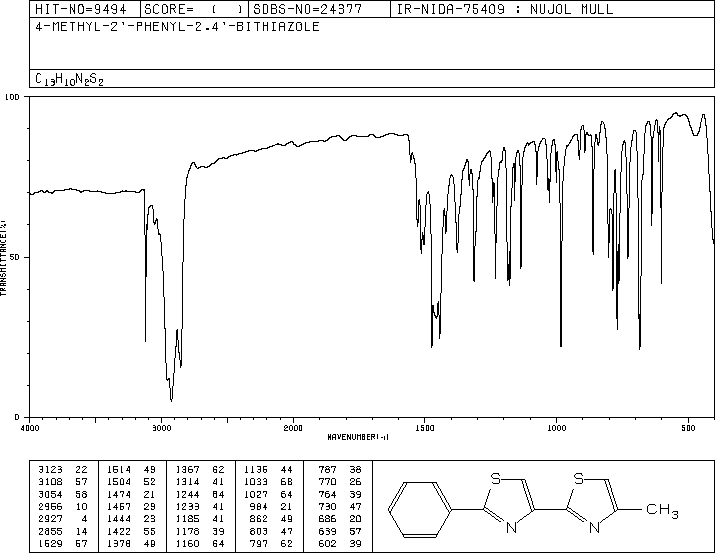 HIT-NO=9494 SCORE= ( ) SDBS-NO=24377 IR-NIDA-75409 : NUJOL MULL
4-METHYL-2'-PHENYL-2.4'-BITHIAZOLE
C13H10N2S2
100
50
0
TRANSMITTANCE(%)
4000 3000 2000 1500 1000 500
WAVENUMBER(-1)
3123 22 1514 49 1367 62 1136 44 787 38
3108 57 1504 52 1314 41 1033 68 770 26
3054 58 1474 21 1244 64 1027 64 764 39
2956 10 1457 29 1233 41 984 21 730 47
2927 4 1444 23 1185 41 862 49 686 20
2855 14 1422 55 1178 39 803 47 639 57
1529 57 1378 49 1160 64 797 62 602 39
S S
N N CH3